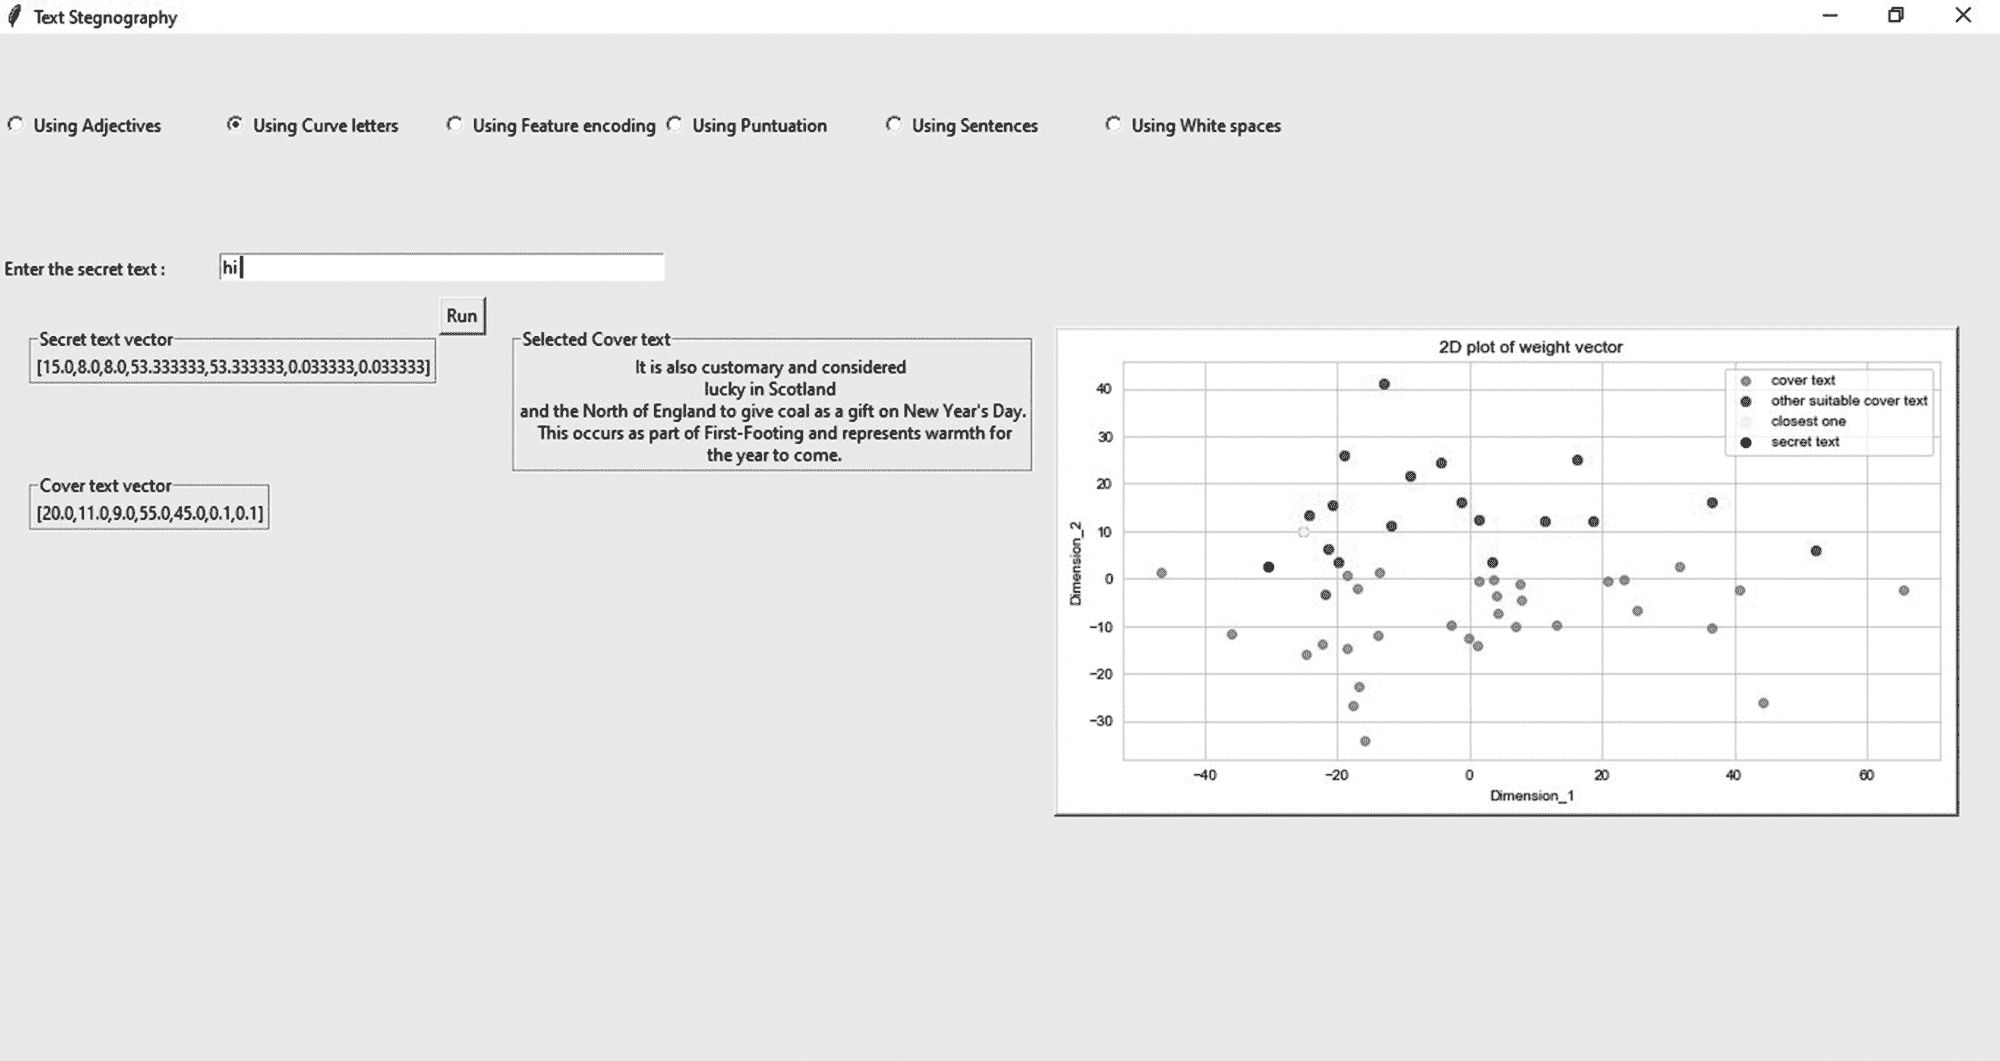 Text Stegnography
Using Adjectives
Using Curve letters
Using Feature encoding
Using Puntuation
Using Sentences
Using White spaces
Enter the secret text :
hi
Run
Secret text vector
[15.0,8.0,8.0,53.333333,53.333333,0.033333,0.033333]
Selected Cover text
It is also customary and considered
lucky in Scotland
and the North of England to give coal as a gift on New Year's Day.
This occurs as part of First-Footing and represents warmth for
the year to come.
Cover text vector
[20.0,11.0,9.0,55.0,45.0,0.1,0.1]
2D plot of weight vector
cover text
other suitable cover text
closest one
secret text
Dimension_2
40
30
20
10
0
−10
−20
−30
−40
−20
0
20
40
60
Dimension_1